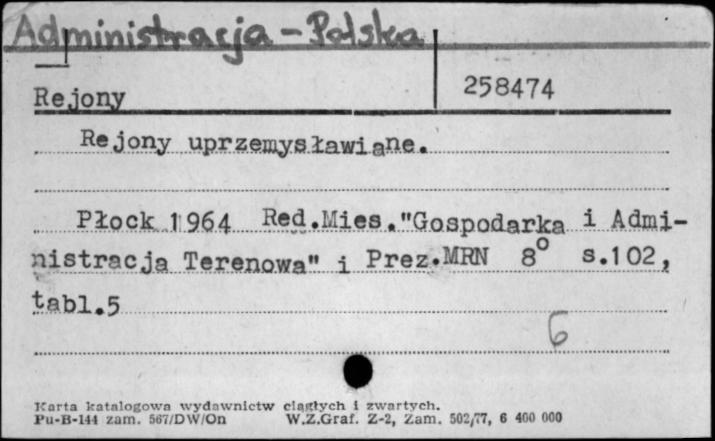 Administracja - Polska
258474
Rejony
Rejony uprzemysławiane.
Płock 1964 Red.Mies."Gospodarka i Admi-
nistracja Terenowa" i Prez.MRN 8° s.102,
tabl.5
6
Karta katalogowa wydawnictw ciągłych i zwartych.
Pu-B-144 zam. 567/DW/On W.Z.Graf. Z-2, Zam. 502/77, 6 400 000